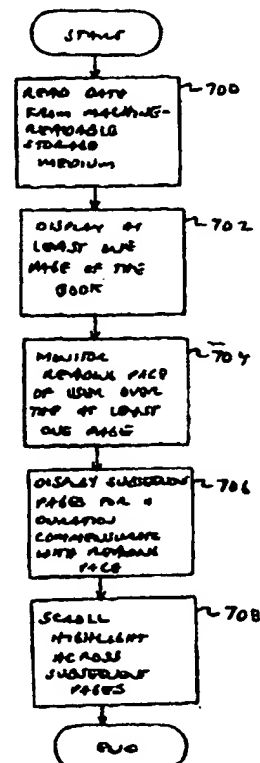 START
READ DATA
FROM MACHINE-
READABLE
STORAGE
MEDIUM
700
DISPLAY AT
LEAST ONE
PAGE OF THE
BOOK
702
MONITOR
READING PACE
OF USER OVER
THE AT LEAST
ONE PAGE
704
DISPLAY SUBSEQUENT
PAGES FOR A
DURATION
COMMENSURATE
WITH READING
PACE
706
SCROLL
HIGHLIGHT
ACROSS
SUBSEQUENT
PAGES
708
END